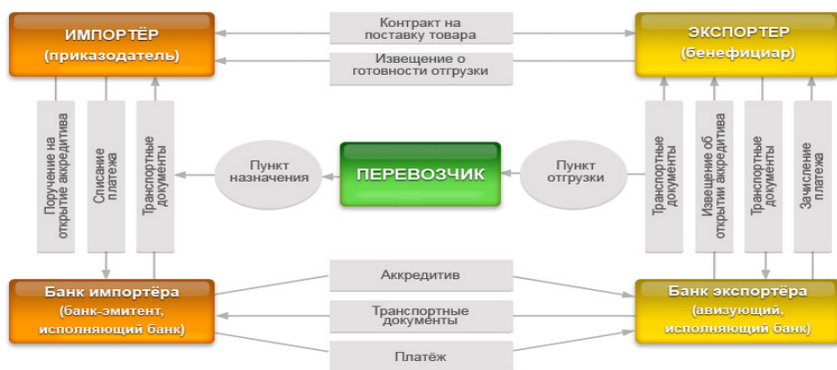 ИМПОРТЁР
(приказодатель)
Контракт на
поставку товара
ЭКСПОРТЕР
(бенефициар)
Извещение о
готовности отгрузки
Поручение на
открытие аккредитива
Списание
платежа
Транспортные
документы
Пункт
назначения
ПЕРЕВОЗЧИК
Пункт
отгрузки
Транспортные
документы
Извещение об
открытии аккредитива
Транспортные
документы
Зачисление
платежа
Банк импортёра
(банк-эмитент,
исполняющий банк)
Аккредитив
Транспортные
документы
Платёж
Банк экспортёра
(авизующий,
исполняющий банк)